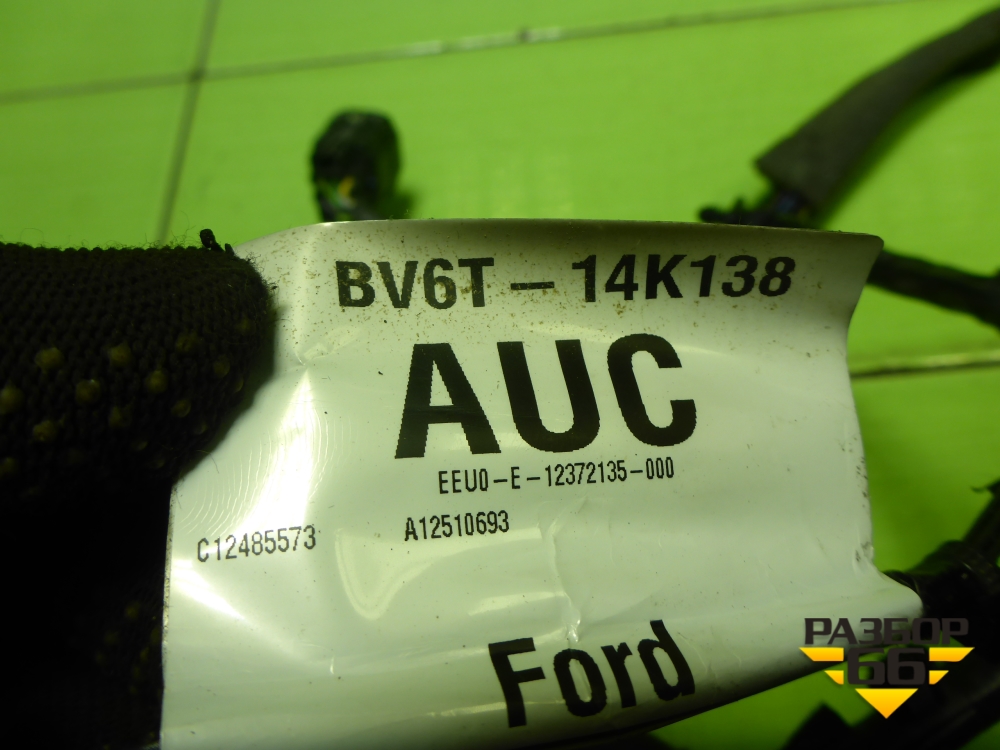 BV6T-14K138
AUC
EEU0-E-12372135-000
C12485573 A12510693
Ford
РАЗБОР
66